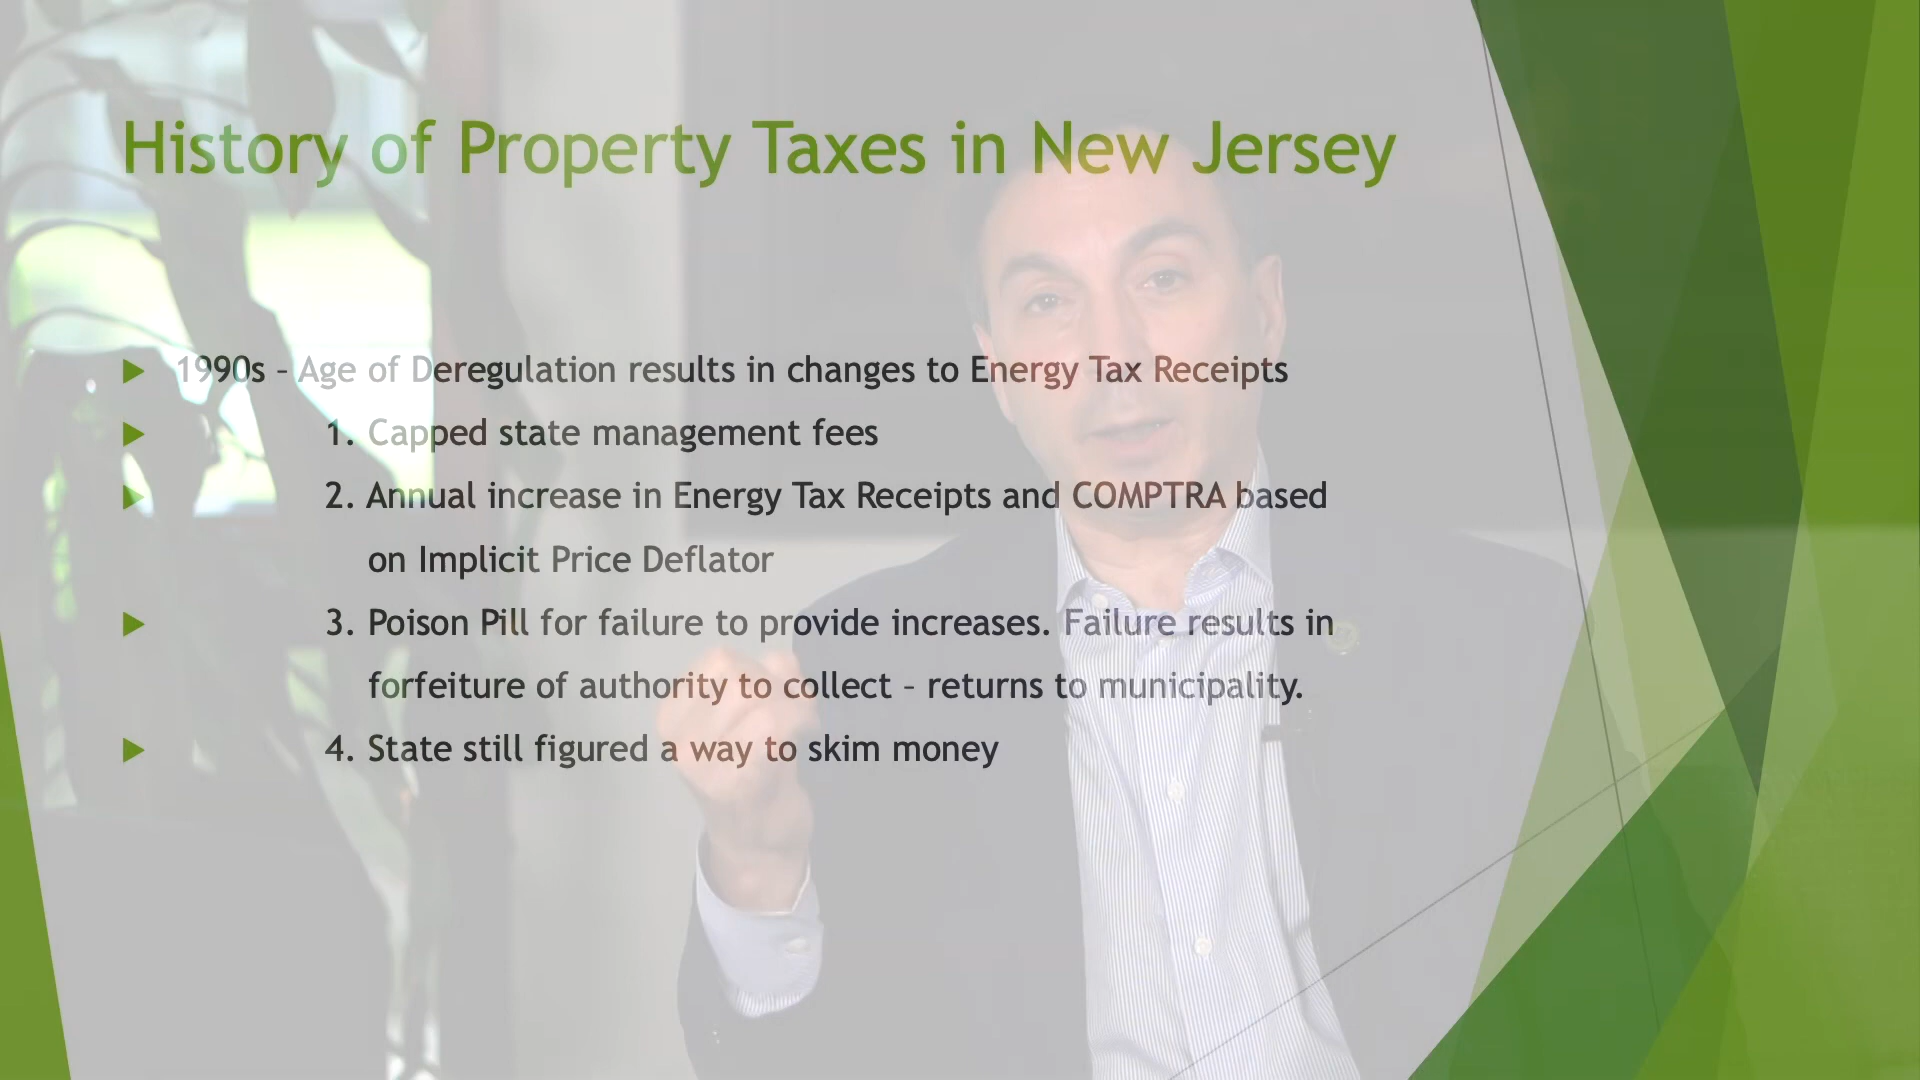 History of Property Taxes in New Jersey
1990s – Age of Deregulation results in changes to Energy Tax Receipts
1. Capped state management fees
2. Annual increase in Energy Tax Receipts and COMPTRA based
on Implicit Price Deflator
3. Poison Pill for failure to provide increases. Failure results in
forfeiture of authority to collect – returns to municipality.
4. State still figured a way to skim money